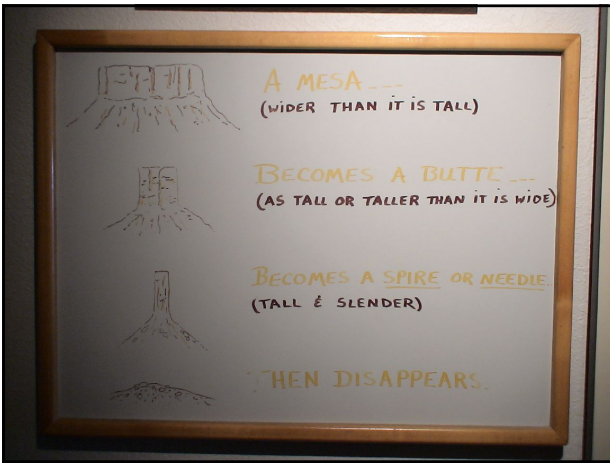 A MESA---
(WIDER THAN IT IS TALL)
BECOMES A BUTTE---
(AS TALL OR TALLER THAN IT IS WIDE)
BECOMES A SPIRE OR NEEDLE.
(TALL & SLENDER)
THEN DISAPPEARS.